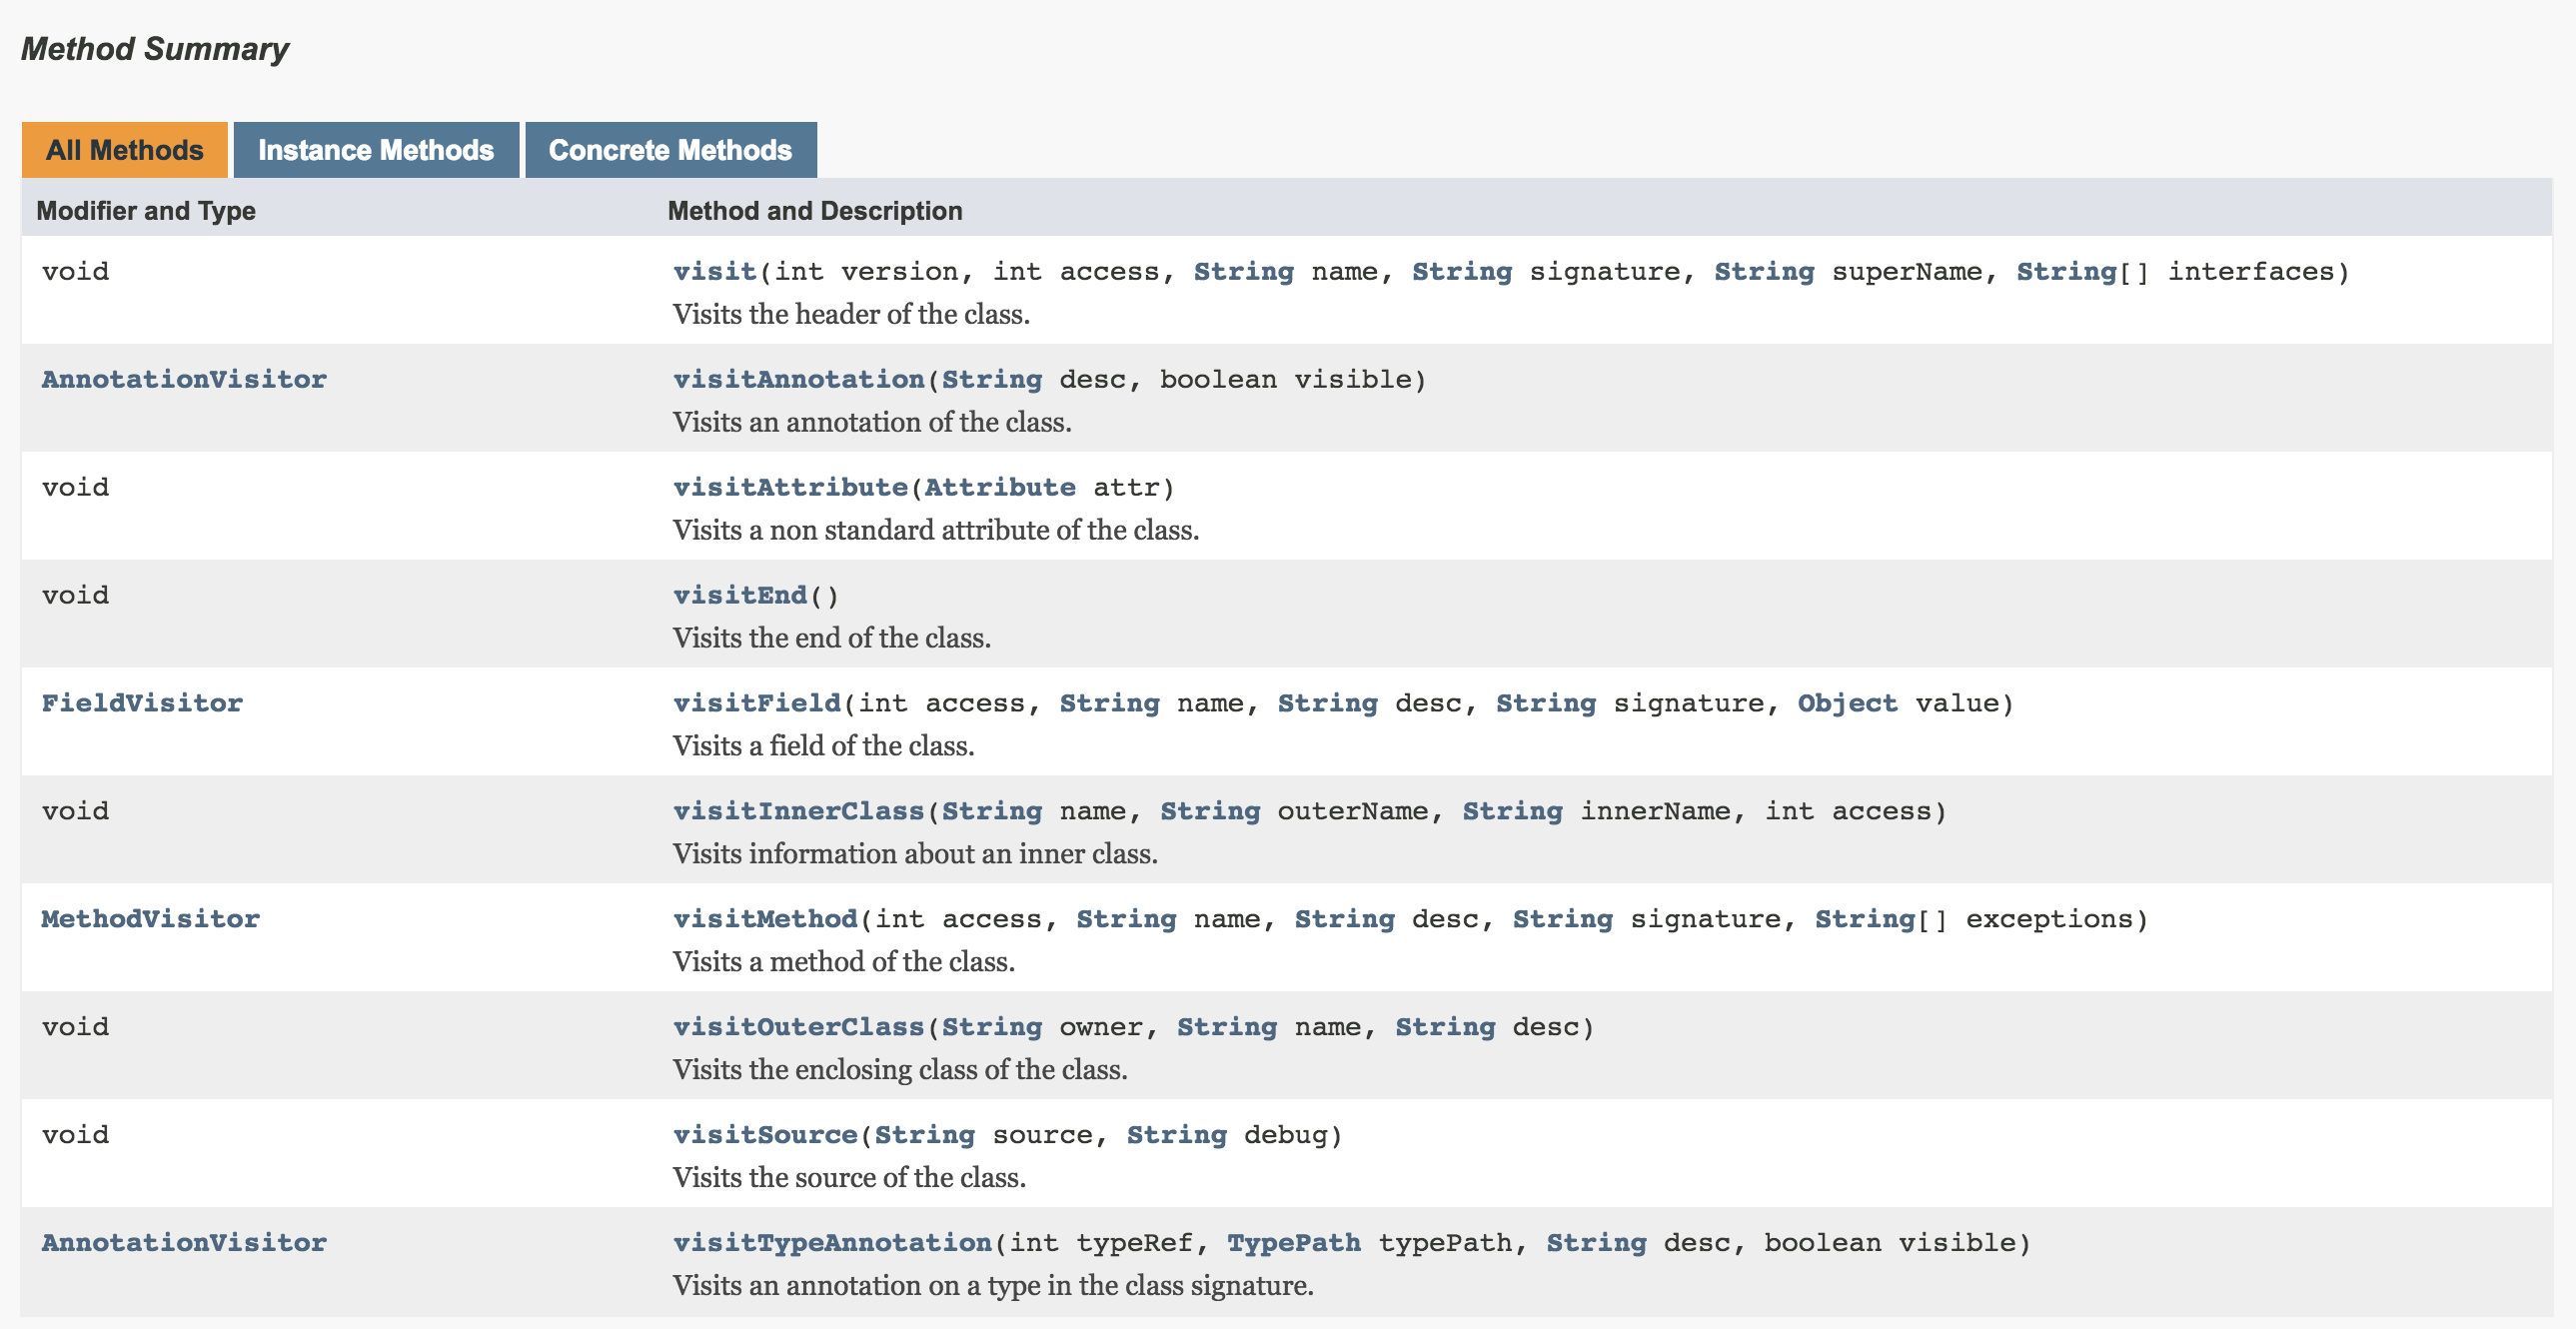 Method Summary
All Methods Instance Methods Concrete Methods
Modifier and Type Method and Description
void visit(int version, int access, String name, String signature, String superName, String[] interfaces)
Visits the header of the class.
AnnotationVisitor visitAnnotation(String desc, boolean visible)
Visits an annotation of the class.
void visitAttribute(Attribute attr)
Visits a non standard attribute of the class.
void visitEnd()
Visits the end of the class.
FieldVisitor visitField(int access, String name, String desc, String signature, Object value)
Visits a field of the class.
void visitInnerClass(String name, String outerName, String innerName, int access)
Visits information about an inner class.
MethodVisitor visitMethod(int access, String name, String desc, String signature, String[] exceptions)
Visits a method of the class.
void visitOuterClass(String owner, String name, String desc)
Visits the enclosing class of the class.
void visitSource(String source, String debug)
Visits the source of the class.
AnnotationVisitor visitTypeAnnotation(int typeRef, TypePath typePath, String desc, boolean visible)
Visits an annotation on a type in the class signature.